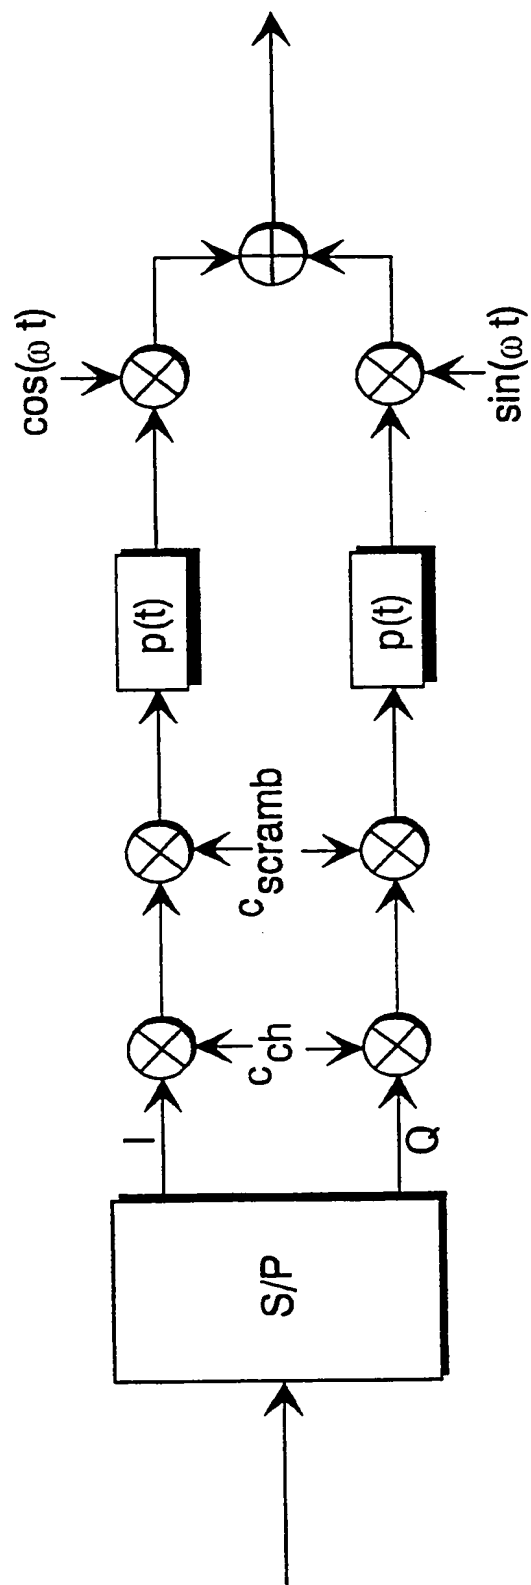 S/P
I
Q
c_ch
c_scramb
p(t)
p(t)
cos(ω t)
sin(ω t)